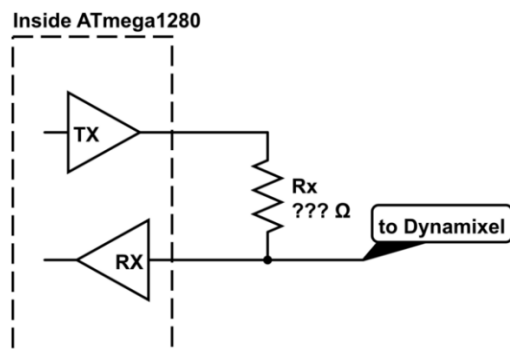 Inside ATmega1280
TX
Rx
??? Ω
to Dynamixel
RX